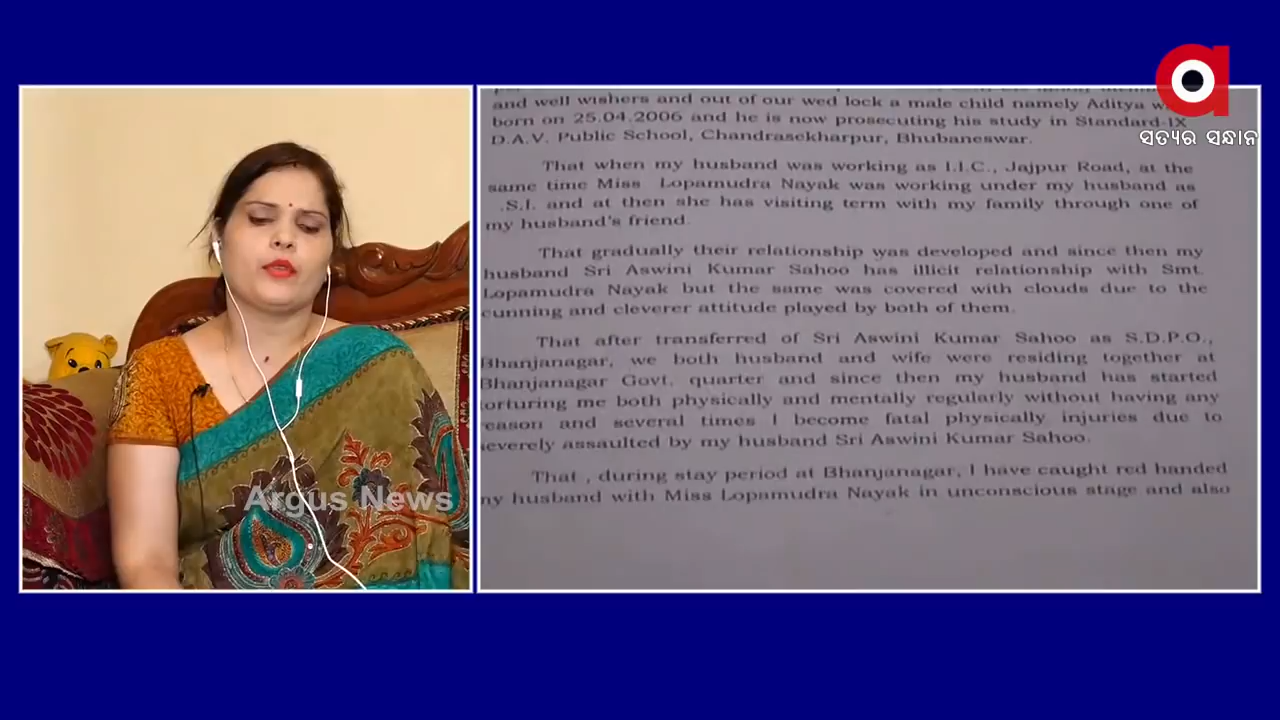 ସତ୍ୟର ସନ୍ଧାନ
and well wishers and out of our wed lock a male child namely Aditya
born on 25.04.2006 and he is now prosecuting his study in Standard-IX
D.A.V. Public School, Chandrasekharpur, Bhubaneswar.
That when my husband was working as I.I.C., Jajpur Road, at the
same time Miss Lopamudra Nayak was working under my husband as
.S.I. and at then she has visiting term with my family through one of
my husband's friend.
That gradually their relationship was developed and since then my
husband Sri Aswini Kumar Sahoo has illicit relationship with Smt.
Lopamudra Nayak but the same was covered with clouds due to the
cunning and cleverer attitude played by both of them.
That after transferred of Sri Aswini Kumar Sahoo as S.D.P.O.,
Bhanjanagar, we both husband and wife were residing together at
Bhanjanagar Govt. quarter and since then my husband has started
torturing me both physically and mentally regularly without having any
reason and several times I become fatal physically injuries due to
severely assaulted by my husband Sri Aswini Kumar Sahoo.
That , during stay period at Bhanjanagar, I have caught red handed
my husband with Miss Lopamudra Nayak in unconscious stage and also
Argus News